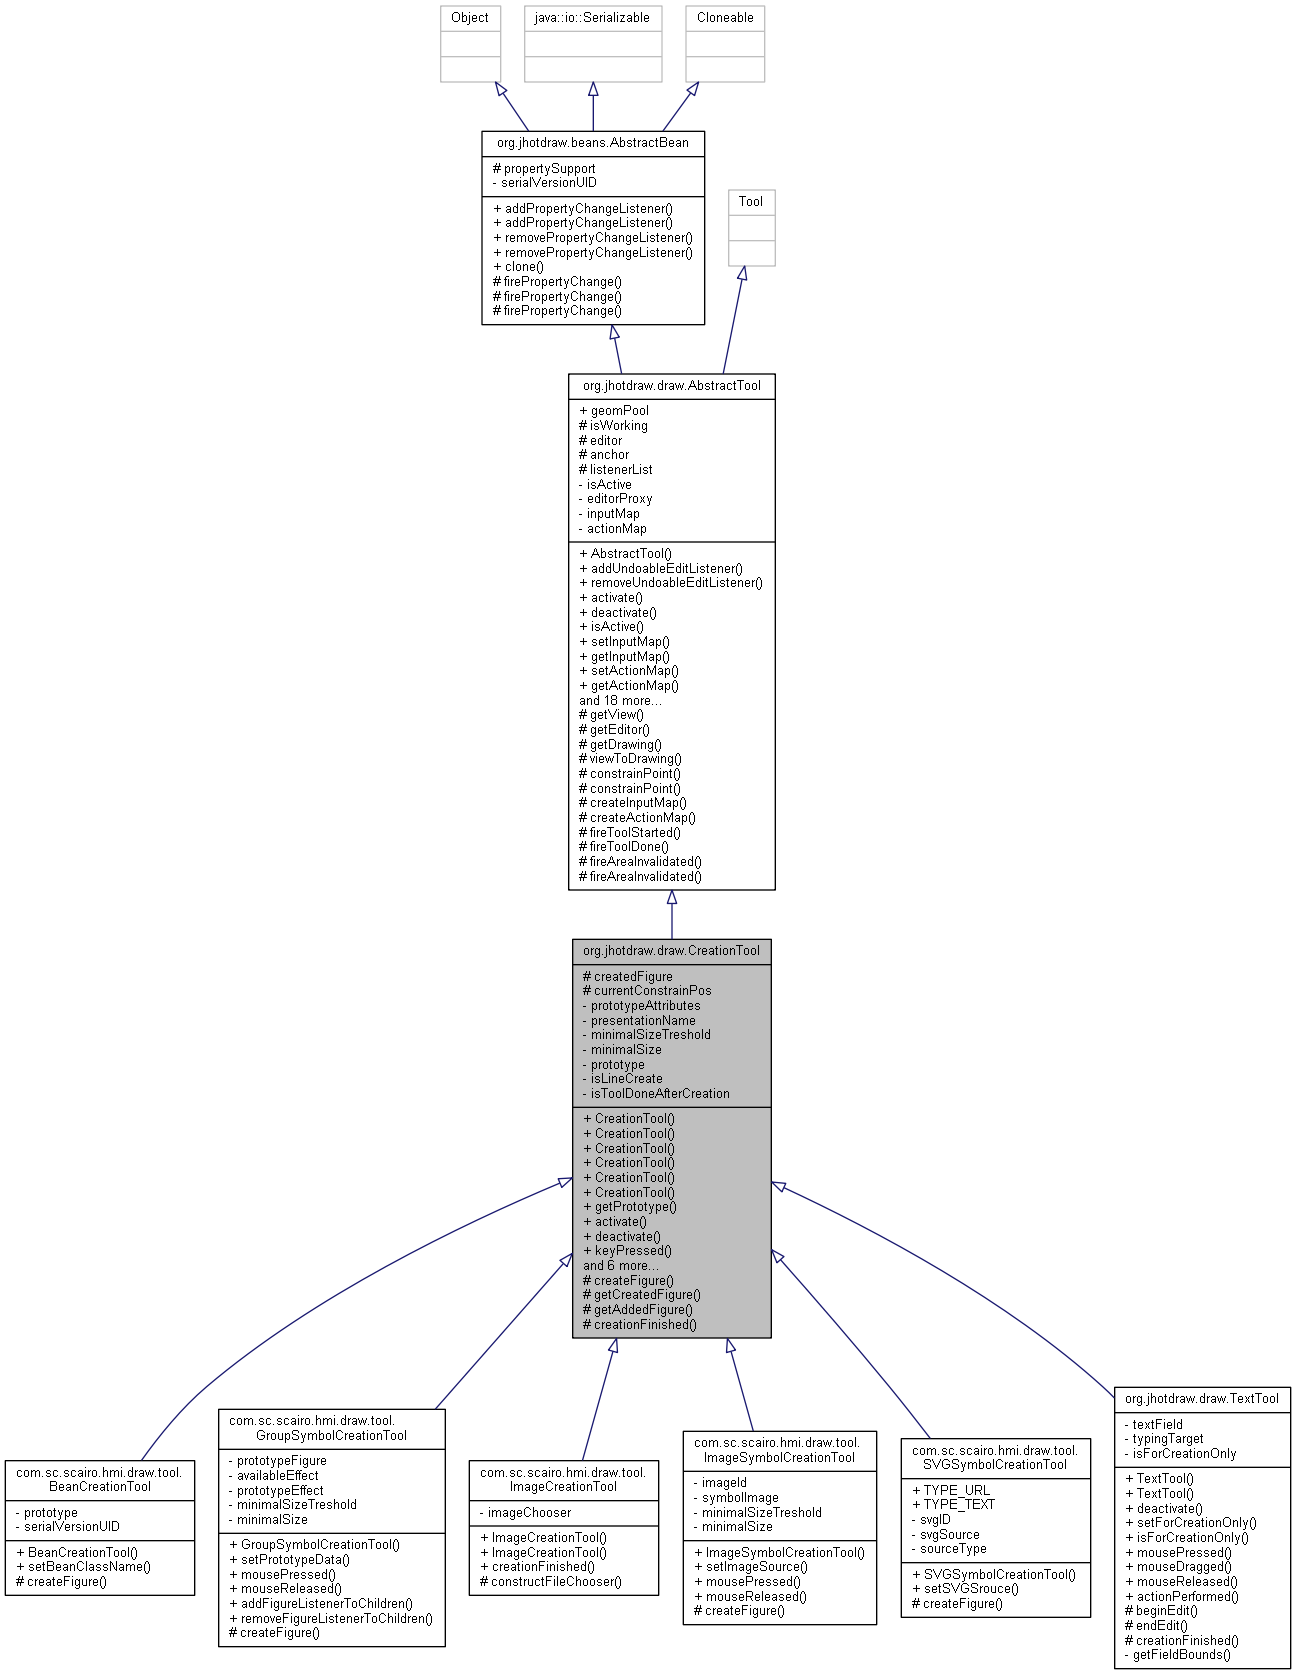 Object
java::io::Serializable
Cloneable
org.jhotdraw.beans.AbstractBean
# propertySupport
- serialVersionUID
+ addPropertyChangeListener()
+ addPropertyChangeListener()
+ removePropertyChangeListener()
+ removePropertyChangeListener()
+ clone()
# firePropertyChange()
# firePropertyChange()
# firePropertyChange()
Tool
org.jhotdraw.draw.AbstractTool
+ geomPool
# isWorking
# editor
# anchor
# listenerList
- isActive
- editorProxy
- inputMap
- actionMap
+ AbstractTool()
+ addUndoableEditListener()
+ removeUndoableEditListener()
+ activate()
+ deactivate()
+ isActive()
+ setInputMap()
+ getInputMap()
+ setActionMap()
+ getActionMap()
and 18 more...
# getView()
# getEditor()
# getDrawing()
# viewToDrawing()
# constrainPoint()
# constrainPoint()
# createInputMap()
# createActionMap()
# fireToolStarted()
# fireToolDone()
# fireAreaInvalidated()
# fireAreaInvalidated()
org.jhotdraw.draw.CreationTool
# createdFigure
# currentConstrainPos
- prototypeAttributes
- presentationName
- minimalSizeTreshold
- minimalSize
- prototype
- isLineCreate
- isToolDoneAfterCreation
+ CreationTool()
+ CreationTool()
+ CreationTool()
+ CreationTool()
+ CreationTool()
+ CreationTool()
+ getPrototype()
+ activate()
+ deactivate()
+ keyPressed()
and 6 more...
# createFigure()
# getCreatedFigure()
# getAddedFigure()
# creationFinished()
com.sc.scairo.hmi.draw.tool.
BeanCreationTool
- prototype
- serialVersionUID
+ BeanCreationTool()
+ setBeanClassName()
# createFigure()
com.sc.scairo.hmi.draw.tool.
GroupSymbolCreationTool
- prototypeFigure
- availableEffect
- prototypeEffect
- minimalSizeTreshold
- minimalSize
+ GroupSymbolCreationTool()
+ setPrototypeData()
+ mousePressed()
+ mouseReleased()
+ addFigureListenerToChildren()
+ removeFigureListenerToChildren()
# createFigure()
com.sc.scairo.hmi.draw.tool.
ImageCreationTool
- imageChooser
+ ImageCreationTool()
+ ImageCreationTool()
+ creationFinished()
# constructFileChooser()
com.sc.scairo.hmi.draw.tool.
ImageSymbolCreationTool
- imageId
- symbolImage
- minimalSizeTreshold
- minimalSize
+ ImageSymbolCreationTool()
+ setImageSource()
+ mousePressed()
+ mouseReleased()
# createFigure()
com.sc.scairo.hmi.draw.tool.
SVGSymbolCreationTool
+ TYPE_URL
+ TYPE_TEXT
- svgID
- svgSource
- sourceType
+ SVGSymbolCreationTool()
+ setSVGSrouce()
# createFigure()
org.jhotdraw.draw.TextTool
- textField
- typingTarget
- isForCreationOnly
+ TextTool()
+ TextTool()
+ deactivate()
+ setForCreationOnly()
+ isForCreationOnly()
+ mousePressed()
+ mouseDragged()
+ mouseReleased()
+ actionPerformed()
# beginEdit()
# endEdit()
# creationFinished()
- getFieldBounds()